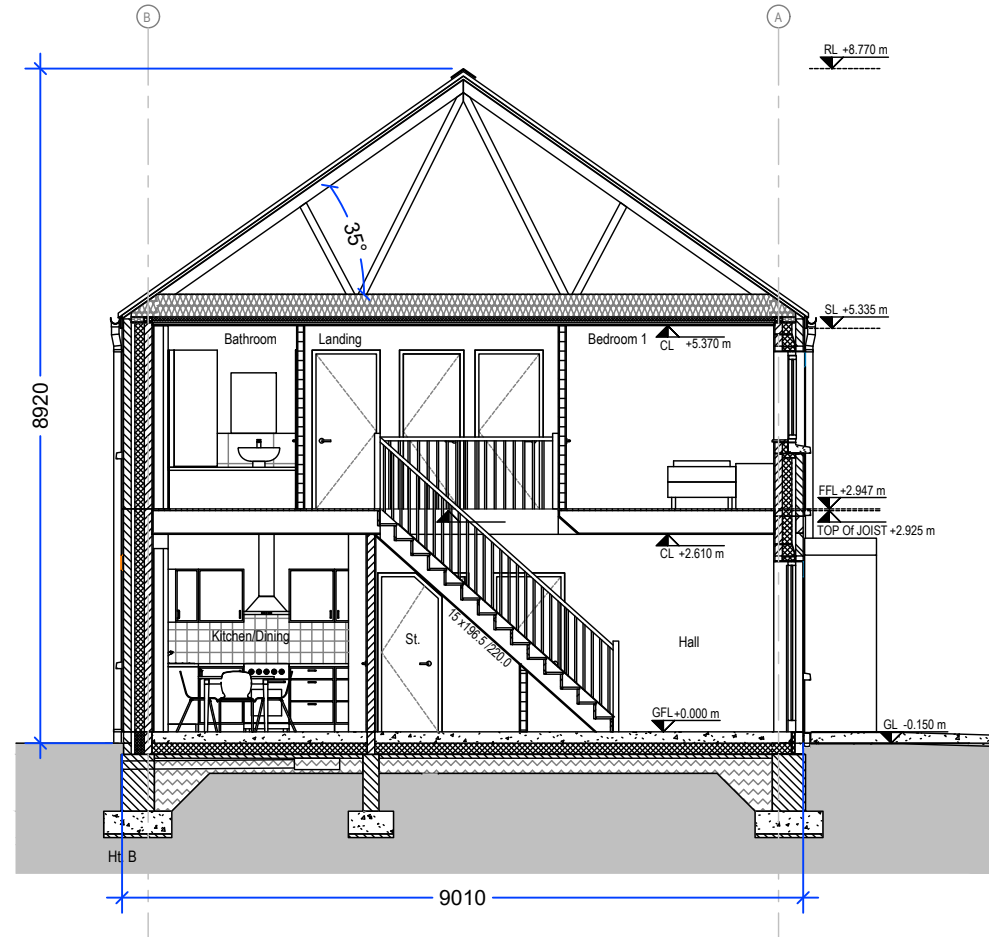 B
A
RL +8.770 m
35°
SL +5.335 m
Bathroom
Landing
Bedroom 1
CL +5.370 m
8920
FFL +2.947 m
TOP Of JOIST +2.925 m
CL +2.610 m
15 x196.5 /220.0
Kitchen/Dining
St.
Hall
GFL +0.000 m
GL -0.150 m
Ht. B
9010